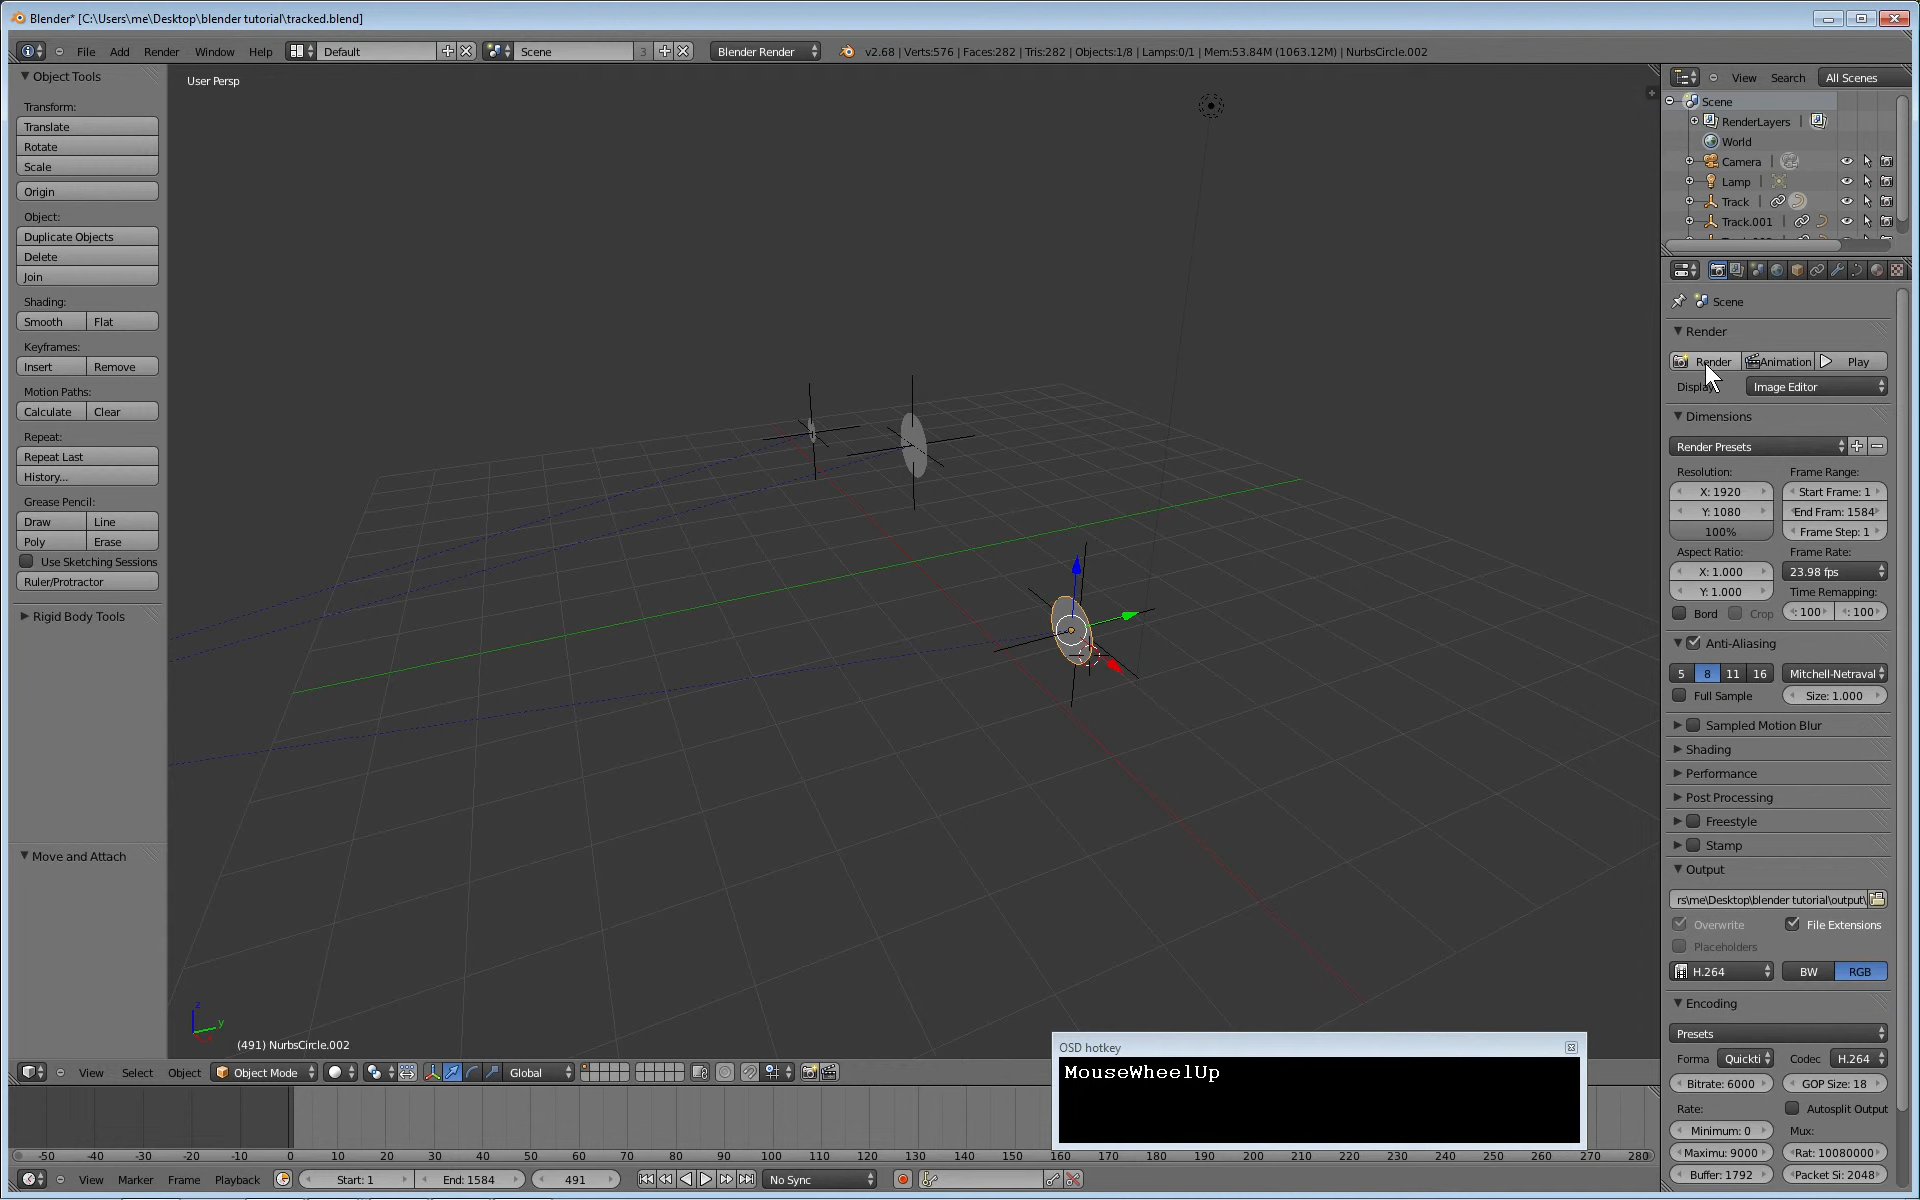 Blender* [C:\Users\me\Desktop\blender tutorial\tracked.blend]
File Add Render Window Help Default Scene 3 Blender Render v2.68 | Verts:576 | Faces:282 | Tris:282 | Objects:1/8 | Lamps:0/1 | Mem:53.84M (1063.12M) | NurbsCircle.002
Object Tools
Transform:
Translate
Rotate
Scale
Origin
Object:
Duplicate Objects
Delete
Join
Shading:
Smooth Flat
Keyframes:
Insert Remove
Motion Paths:
Calculate Clear
Repeat:
Repeat Last
History...
Grease Pencil:
Draw Line
Poly Erase
Use Sketching Sessions
Ruler/Protractor
Rigid Body Tools
Move and Attach
User Persp
z
y
(491) NurbsCircle.002
View Search All Scenes
Scene
RenderLayers
World
Camera
Lamp
Track
Track.001
Scene
Render
Render Animation Play
Image Editor
Dimensions
Render Presets
Resolution: Frame Range:
X: 1920 Start Frame: 1
Y: 1080 End Fram: 1584
100% Frame Step: 1
Aspect Ratio: Frame Rate:
X: 1.000 23.98 fps
Y: 1.000 Time Remapping:
Bord Crop : 100 : 100
Anti-Aliasing
5 8 11 16 Mitchell-Netraval
Full Sample Size: 1.000
Sampled Motion Blur
Shading
Performance
Post Processing
Freestyle
Stamp
Output
rs\me\Desktop\blender tutorial\output\
Overwrite File Extensions
Placeholders
H.264 BW RGB
Encoding
Presets
Forma Quickti Codec H.264
Bitrate: 6000 GOP Size: 18
Rate: Autosplit Output
Minimum: 0 Mux:
Maximu: 9000 Rat: 10080000
Buffer: 1792 Packet Si: 2048
OSD hotkey
MouseWheelUp
View Select Object Object Mode Global
-50 -40 -30 -20 -10 0 10 20 30 40 50 60 70 80 90 100 110 120 130 140 150 160 170 180 190 200 210 220 230 240 250 260 270 280
View Marker Frame Playback Start: 1 End: 1584 491 No Sync